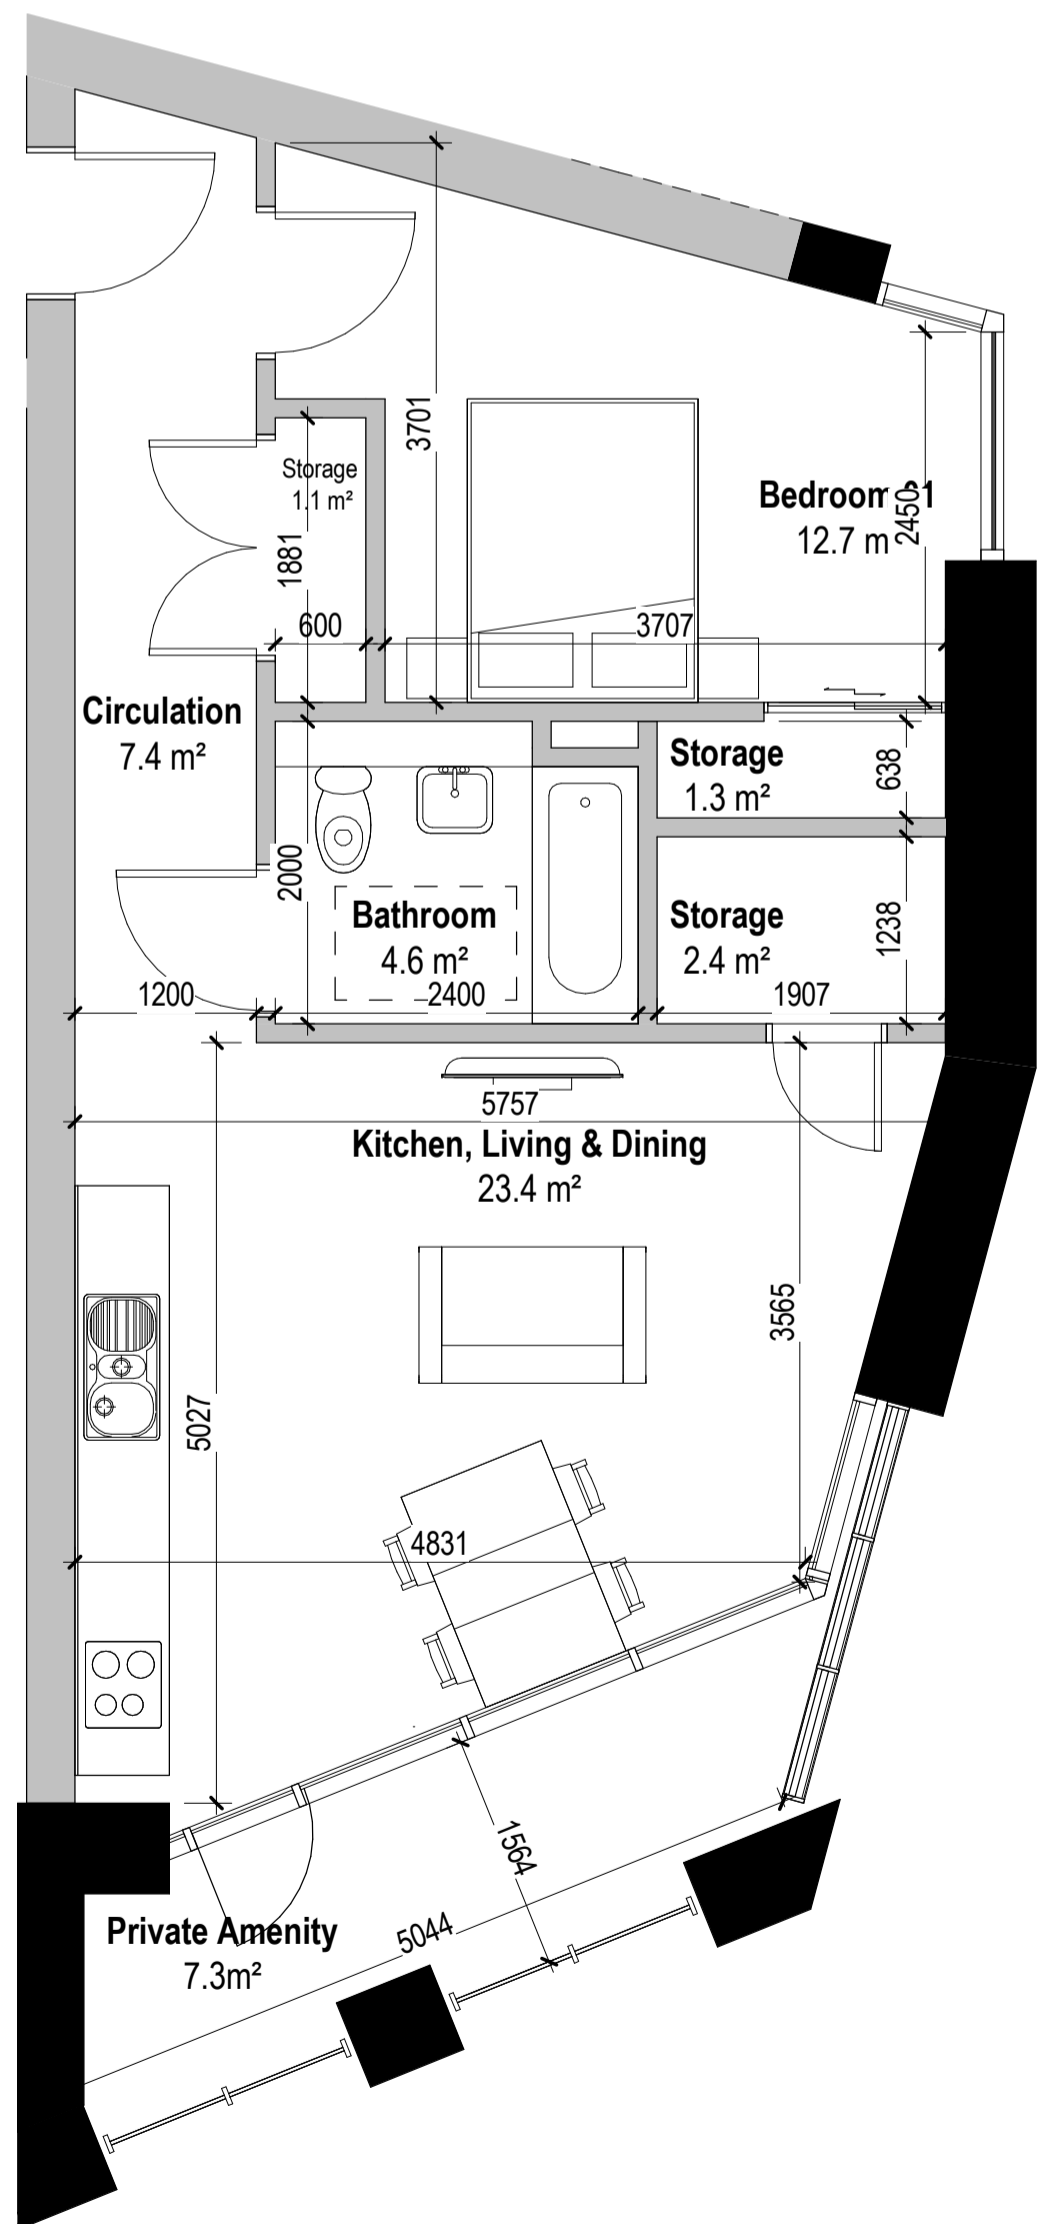 3701
Storage
1.1 m²
1881
Bedroom 01
12.7 m
2450
600
3707
Circulation
7.4 m²
Storage
1.3 m²
638
2000
Bathroom
4.6 m²
Storage
2.4 m²
1238
1200
2400
1907
5757
Kitchen, Living & Dining
23.4 m²
3565
5027
4831
1564
Private Amenity
7.3m²
5044